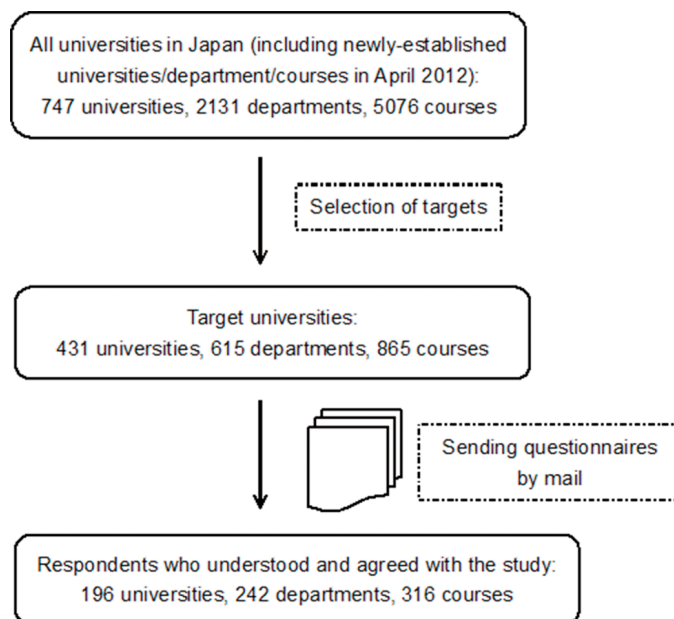 All universities in Japan (including newly-established
universities/department/courses in April 2012):
747 universities, 2131 departments, 5076 courses
Selection of targets
Target universities:
431 universities, 615 departments, 865 courses
Sending questionnaires
by mail
Respondents who understood and agreed with the study:
196 universities, 242 departments, 316 courses